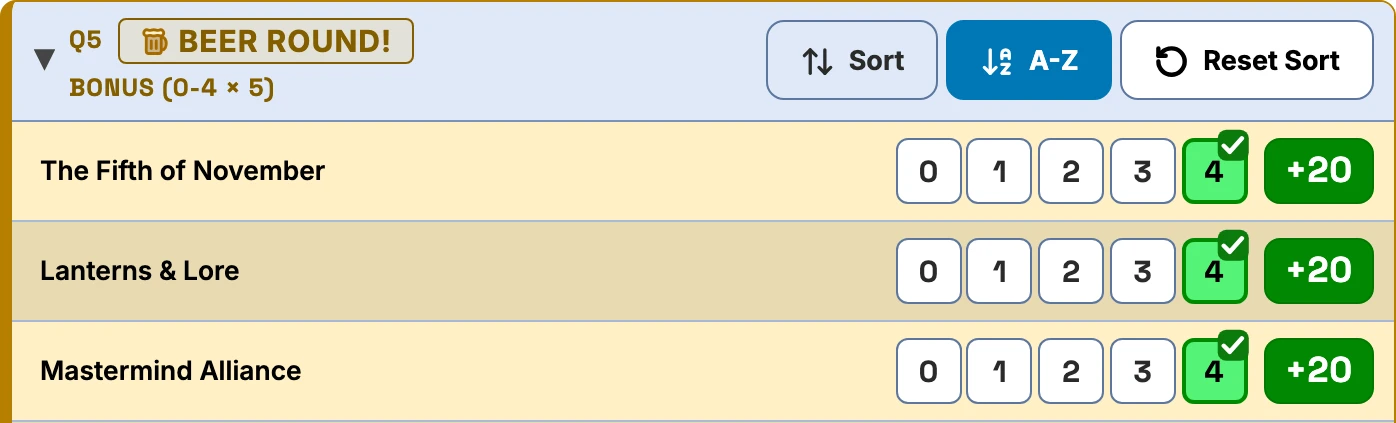 Q5 BEER ROUND!
BONUS (0-4 × 5)
Sort A-Z Reset Sort
The Fifth of November 0 1 2 3 4 +20
Lanterns & Lore 0 1 2 3 4 +20
Mastermind Alliance 0 1 2 3 4 +20